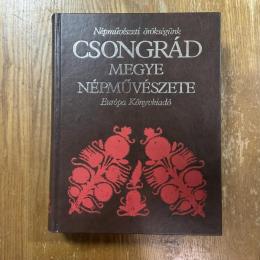 Népművészeti örökségünk
CSONGRÁD
MEGYE
NÉPMŰVÉSZETE
Európa Könyvkiadó